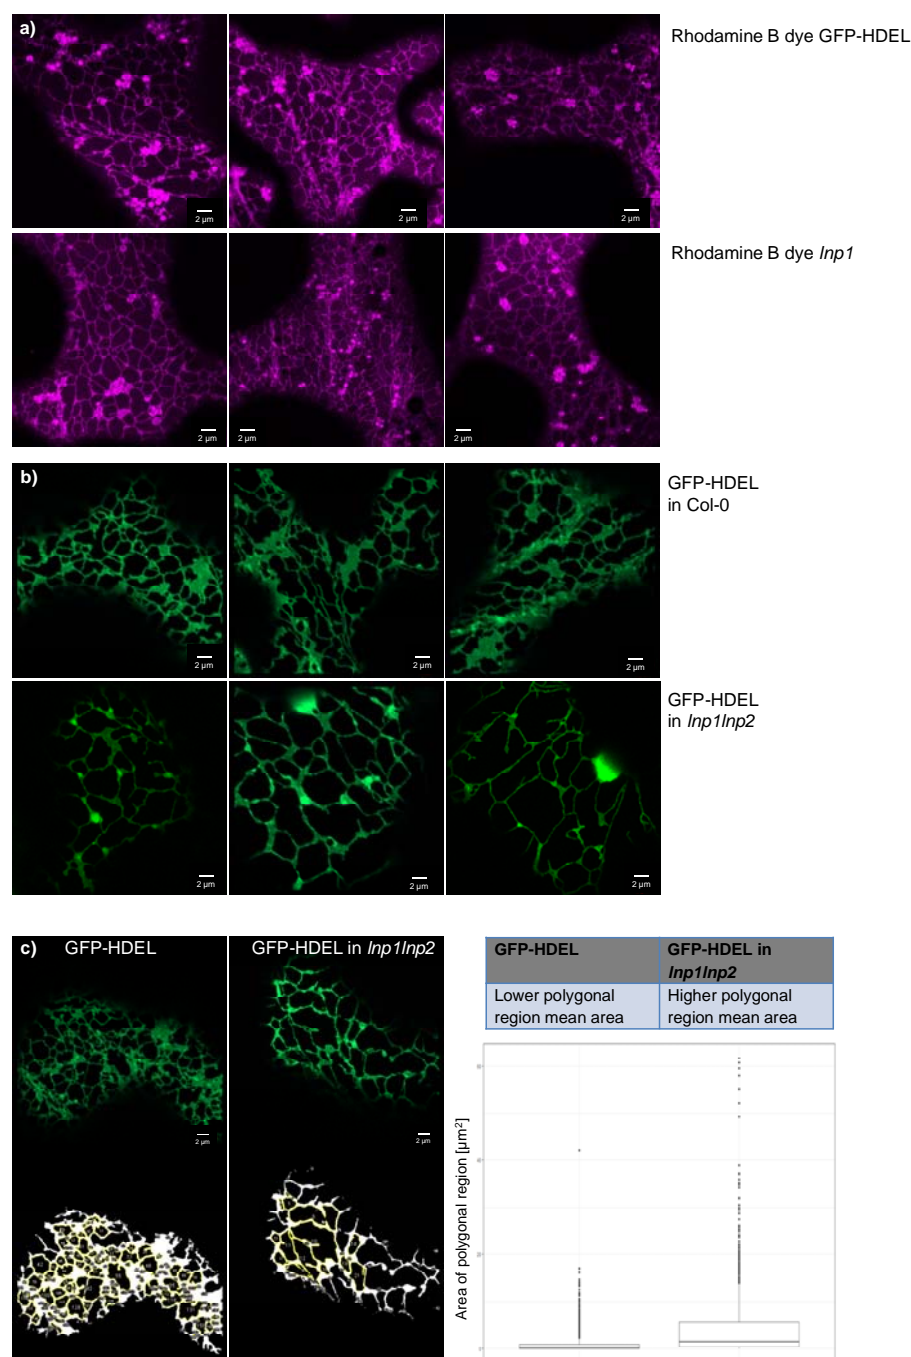 a)
Rhodamine B dye GFP-HDEL
2 µm
2 µm
2 µm
Rhodamine B dye lnp1
2 µm
2 µm
2 µm
b)
GFP-HDEL
in Col-0
2 µm
2 µm
2 µm
GFP-HDEL
in lnp1lnp2
2 µm
2 µm
2 µm
c)
GFP-HDEL
GFP-HDEL in lnp1lnp2
2 µm
2 µm
GFP-HDEL
GFP-HDEL in
lnp1lnp2
Lower polygonal
region mean area
Higher polygonal
region mean area
Area of polygonal region [µm²]